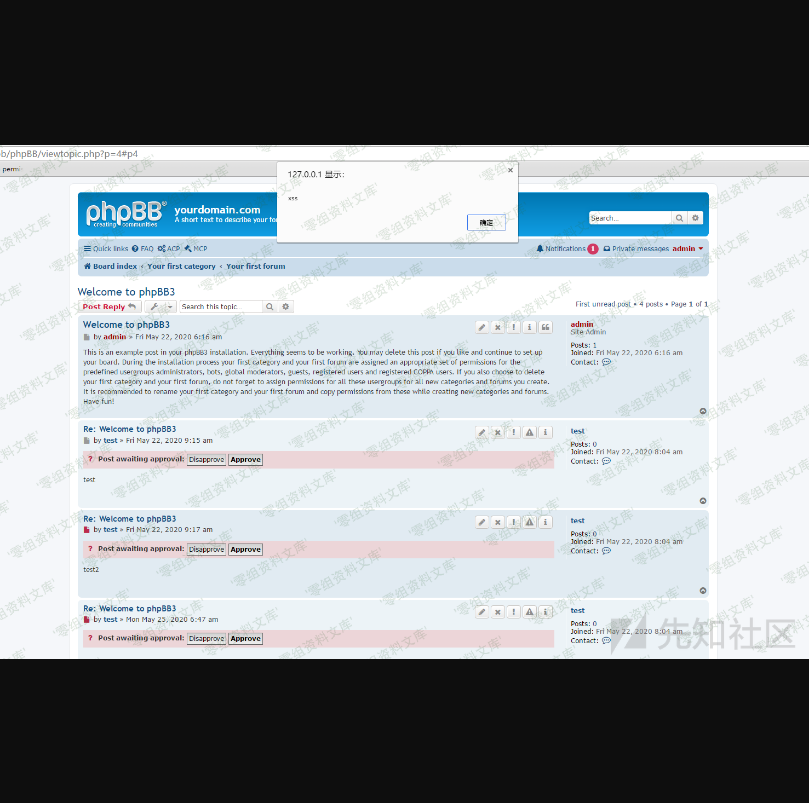 b/phpBB/viewtopic.php?p=4#p4
permi
127.0.0.1 显示:
xss
确定
phpBB®
creating communities
yourdomain.com
A short text to describe your for
Search...
Quick links FAQ ACP MCP
Notifications 1 Private messages admin
Board index ‹ Your first category ‹ Your first forum
Welcome to phpBB3
Post Reply
Search this topic...
First unread post • 4 posts • Page 1 of 1
Welcome to phpBB3
by admin » Fri May 22, 2020 6:16 am
This is an example post in your phpBB3 installation. Everything seems to be working. You may delete this post if you like and continue to set up
your board. During the installation process your first category and your first forum are assigned an appropriate set of permissions for the
predefined usergroups administrators, bots, global moderators, guests, registered users and registered COPPA users. If you also choose to delete
your first category and your first forum, do not forget to assign permissions for all these usergroups for all new categories and forums you create.
It is recommended to rename your first category and your first forum and copy permissions from these while creating new categories and forums.
Have fun!
admin
Site Admin
Posts: 1
Joined: Fri May 22, 2020 6:16 am
Contact:
Re: Welcome to phpBB3
by test » Fri May 22, 2020 9:15 am
? Post awaiting approval: Disapprove Approve
test
test
Posts: 0
Joined: Fri May 22, 2020 8:04 am
Contact:
Re: Welcome to phpBB3
by test » Fri May 22, 2020 9:17 am
? Post awaiting approval: Disapprove Approve
test2
test
Posts: 0
Joined: Fri May 22, 2020 8:04 am
Contact:
Re: Welcome to phpBB3
by test » Mon May 25, 2020 6:47 am
? Post awaiting approval: Disapprove Approve
test
Posts: 0
Joined: Fri May 22, 2020 8:04 am
Contact:
先知社区
零组资料文库